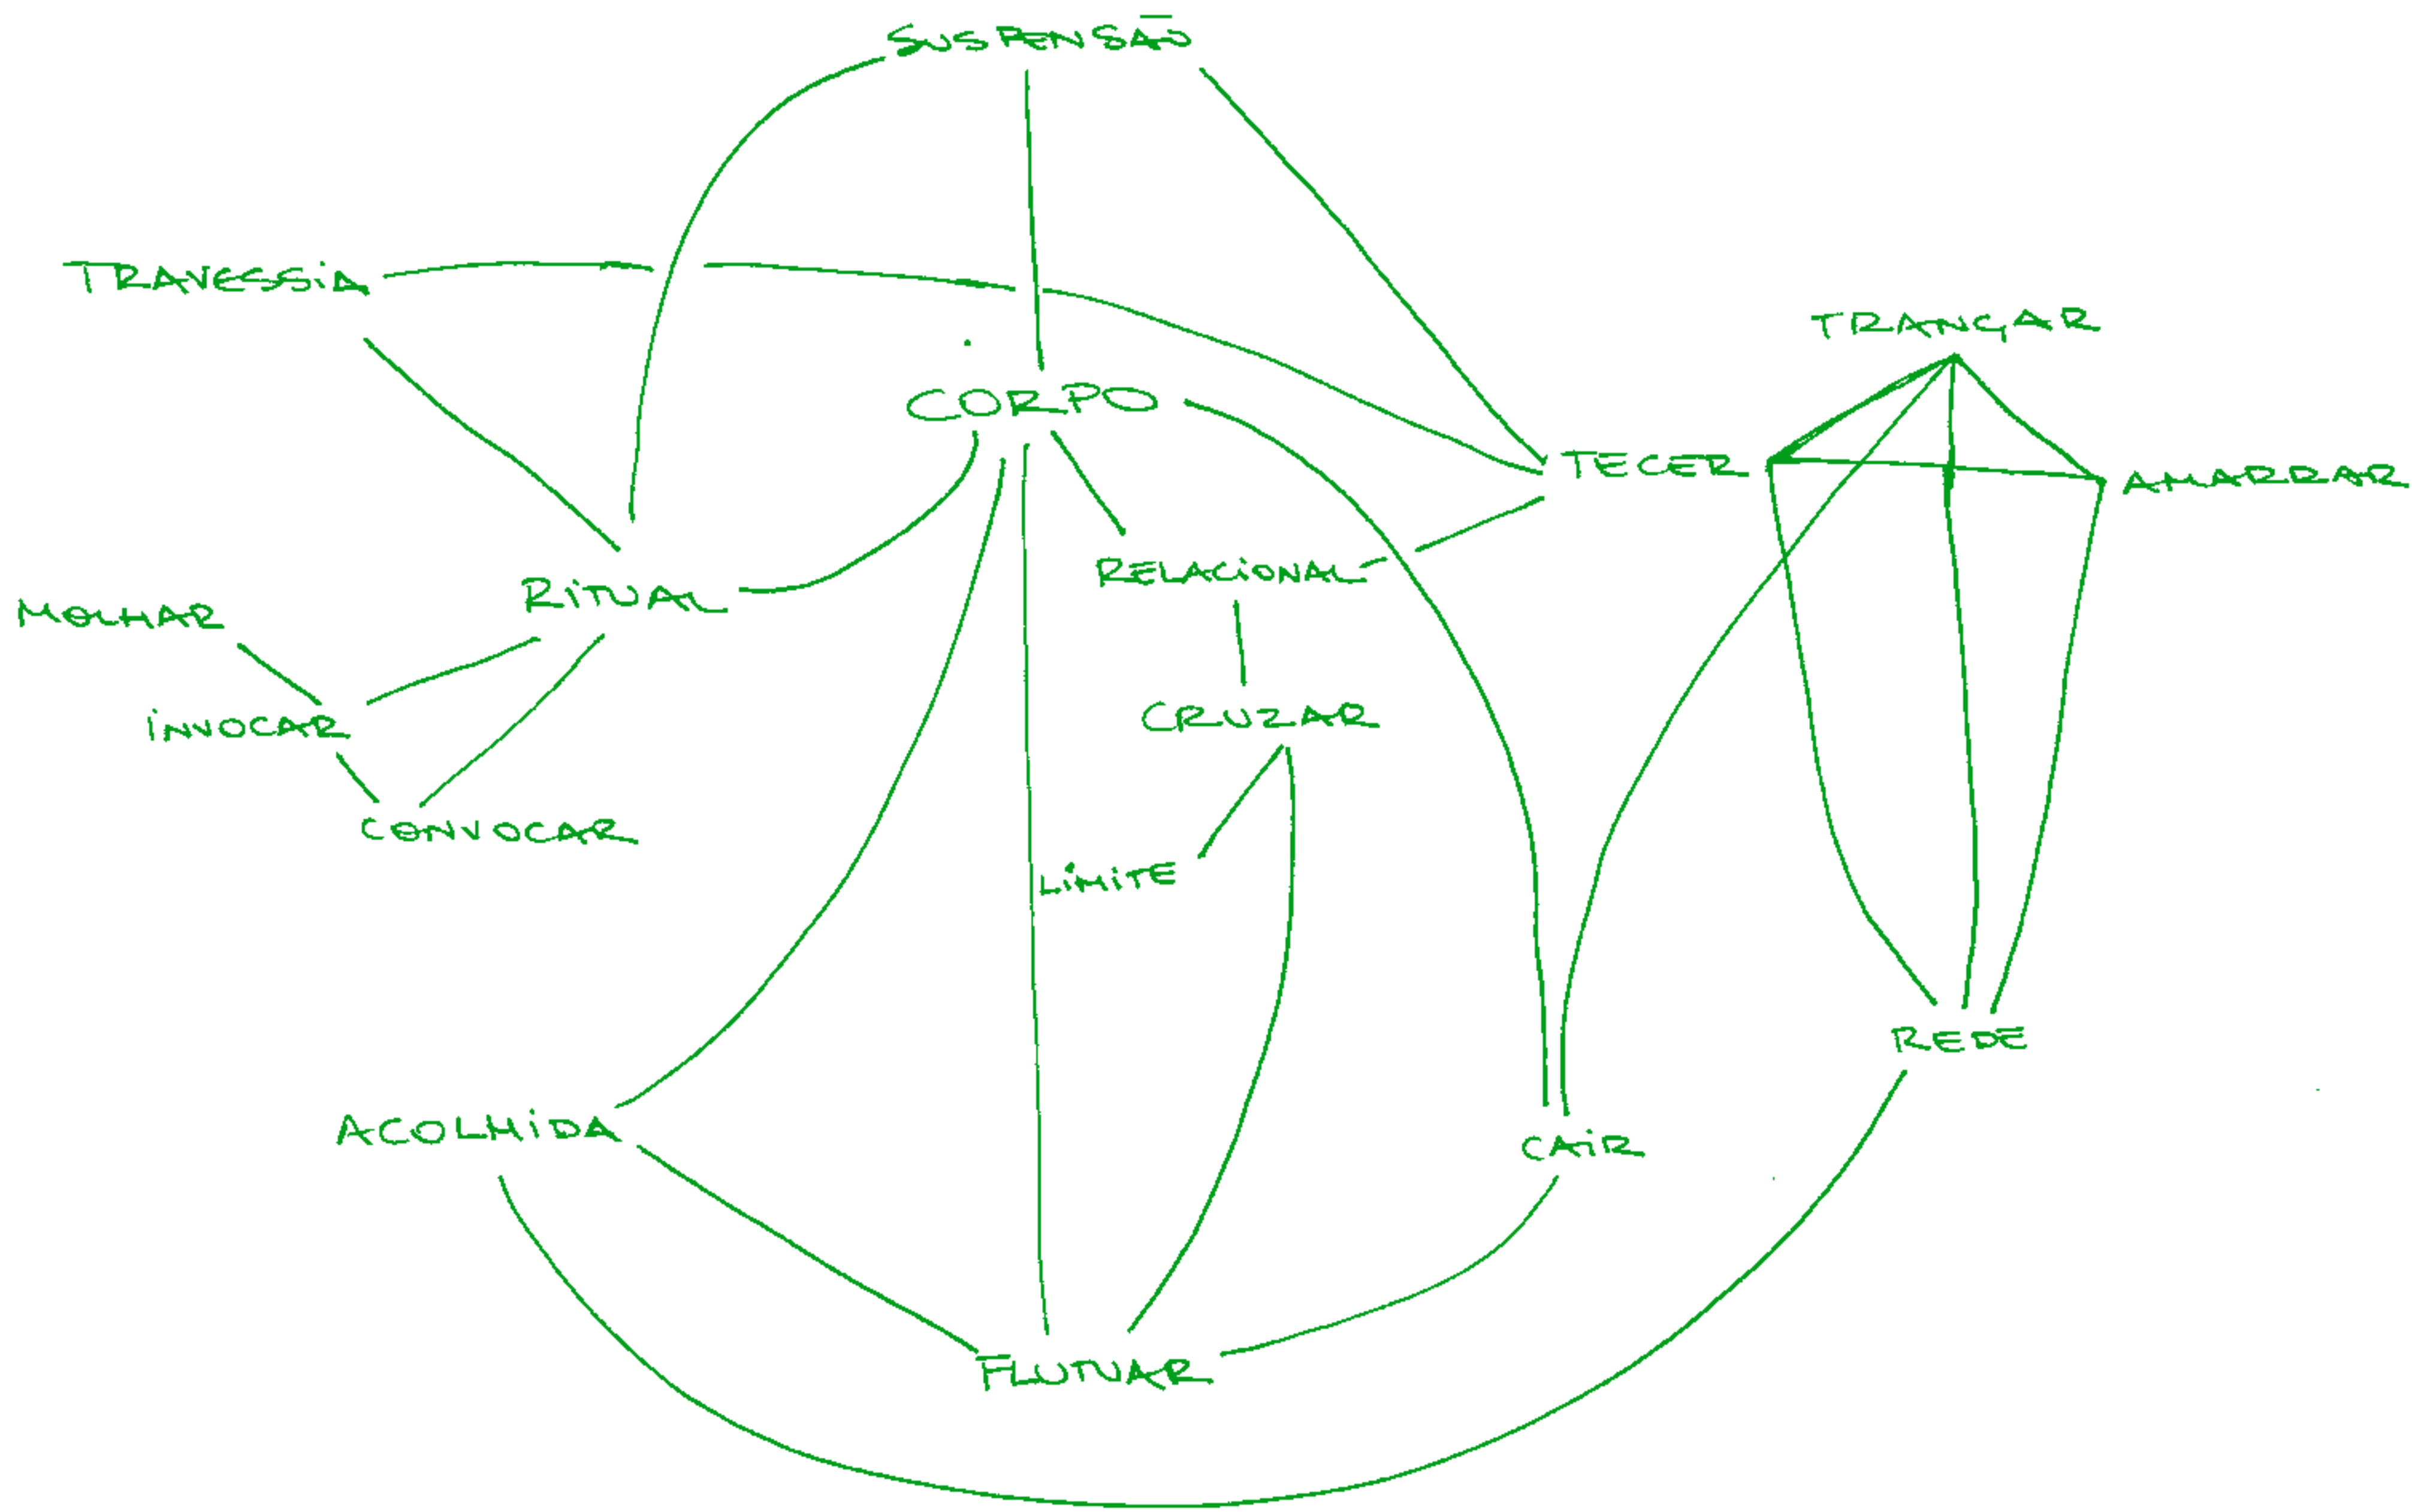 SUSPENSÃO
TRAVESSIA
TRANÇAR
CORPO
TECER
AMARRAR
RELACIONAL
RITUAL
MOLHAR
CRUZAR
INVOCAR
CONVOCAR
LIMITE
REDE
ACOLHIDA
CAIR
FLUTUAR